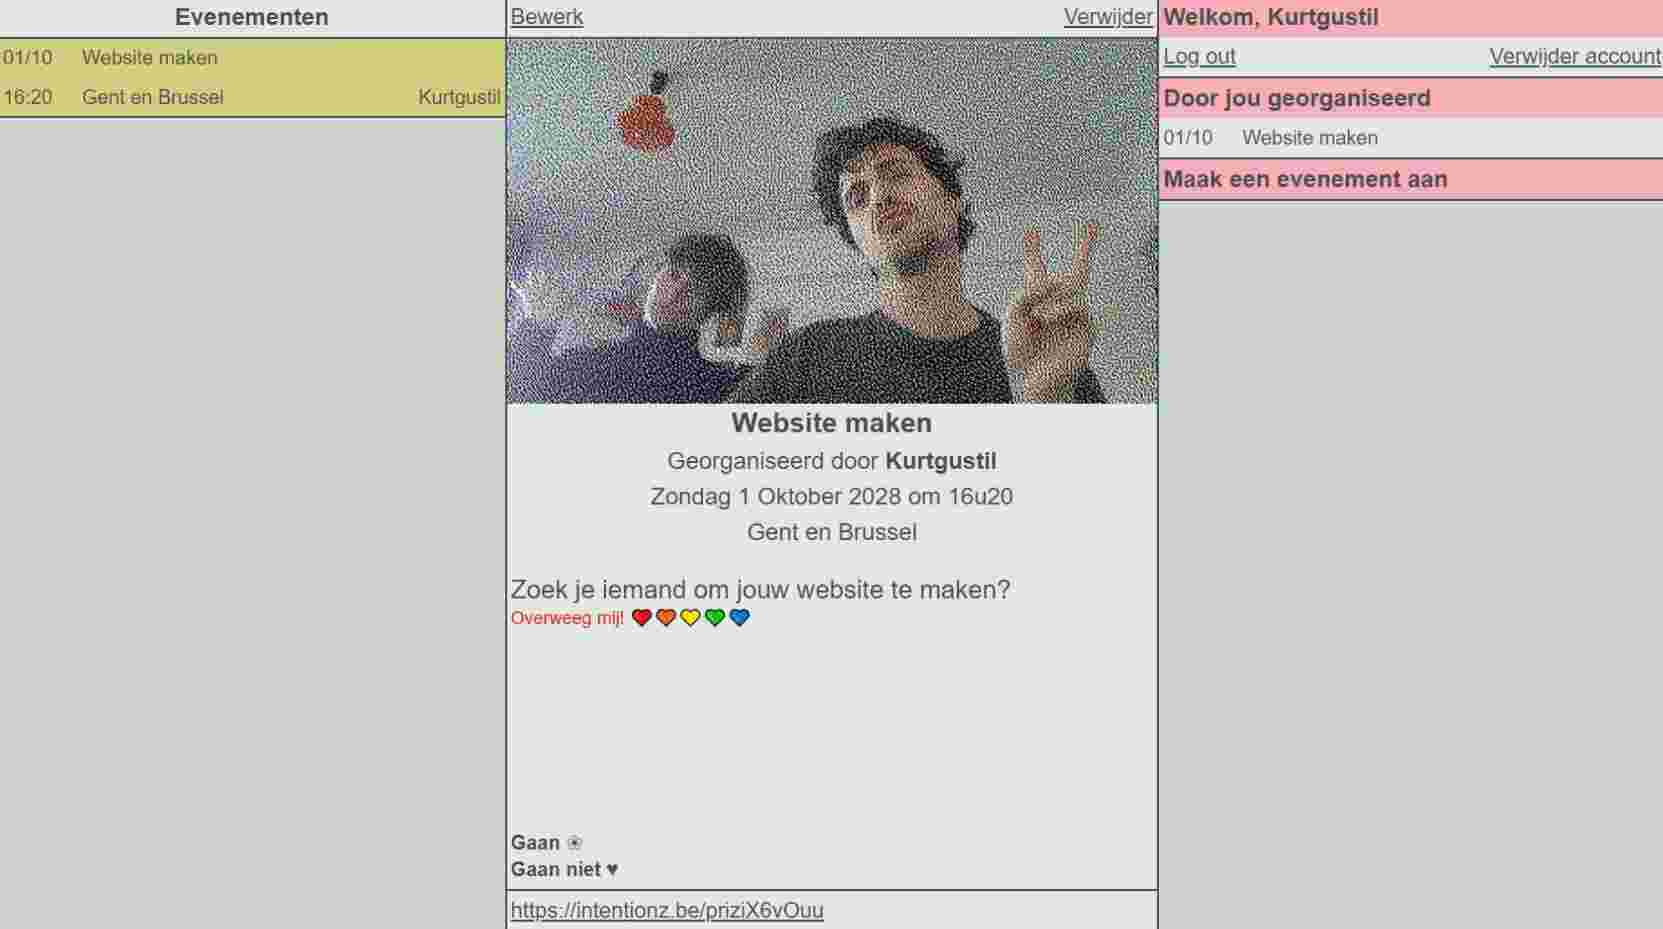 Evenementen
01/10 Website maken
16:20 Gent en Brussel Kurtgustil
Bewerk Verwijder
Website maken
Georganiseerd door Kurtgustil
Zondag 1 Oktober 2028 om 16u20
Gent en Brussel
Zoek je iemand om jouw website te maken?
Overweeg mij!
Gaan
Gaan niet ♥
https://intentionz.be/priziX6vOuu
Welkom, Kurtgustil
Log out Verwijder account
Door jou georganiseerd
01/10 Website maken
Maak een evenement aan